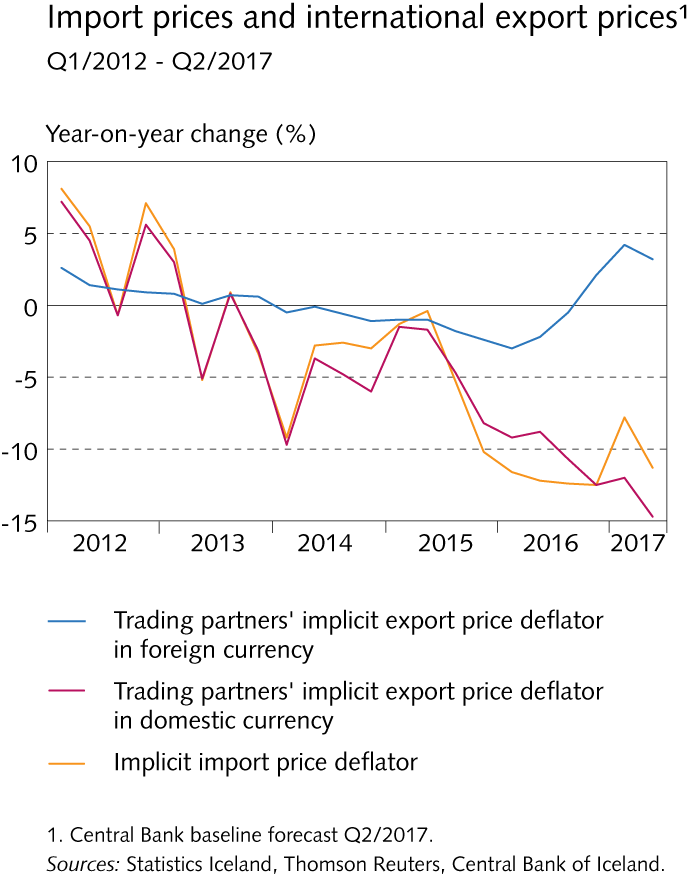 Import prices and international export prices¹
Q1/2012 - Q2/2017
Year-on-year change (%)
10
5
0
-5
-10
-15
2012 2013 2014 2015 2016 2017
Trading partners' implicit export price deflator
in foreign currency
Trading partners' implicit export price deflator
in domestic currency
Implicit import price deflator
1. Central Bank baseline forecast Q2/2017.
Sources: Statistics Iceland, Thomson Reuters, Central Bank of Iceland.